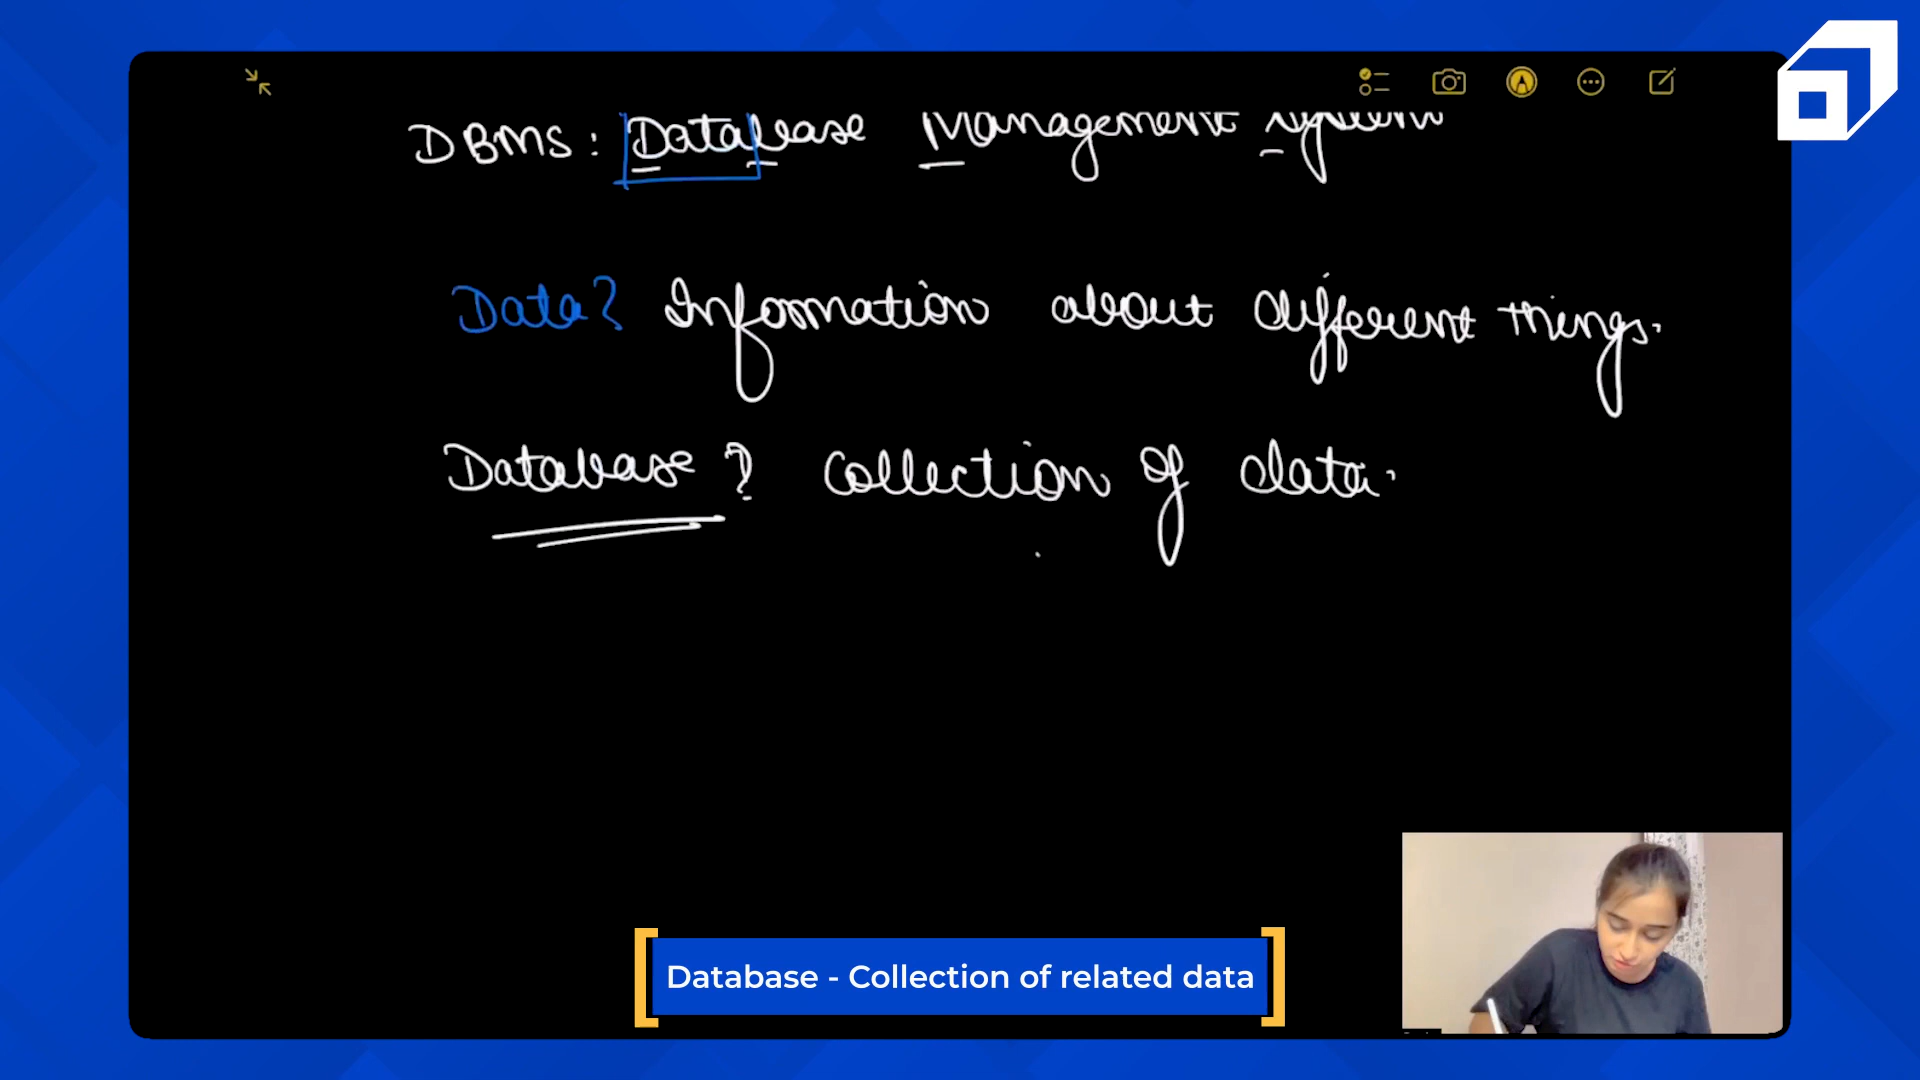 DBMS: Database Management System
Data? Information about different things.
Database? Collection of data.
Database - Collection of related data